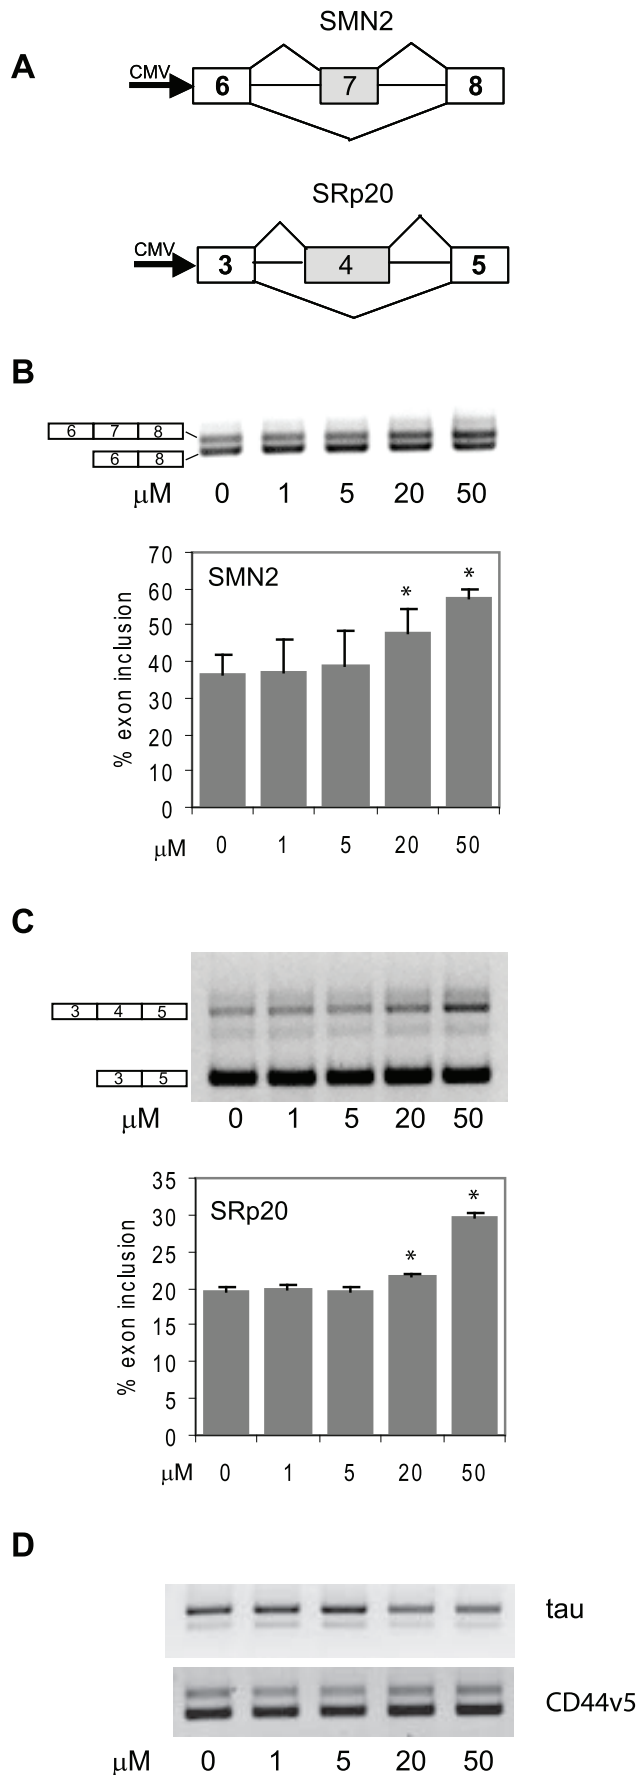 A
SMN2
CMV
6 7 8
SRp20
CMV
3 4 5
B
6 7 8
6 8
μM 0 1 5 20 50
70
60
50
40
30
20
10
0
% exon inclusion
SMN2
* *
μM 0 1 5 20 50
C
3 4 5
3 5
μM 0 1 5 20 50
35
30
25
20
15
10
5
0
% exon inclusion
SRp20
* *
μM 0 1 5 20 50
D
tau
CD44v5
μM 0 1 5 20 50